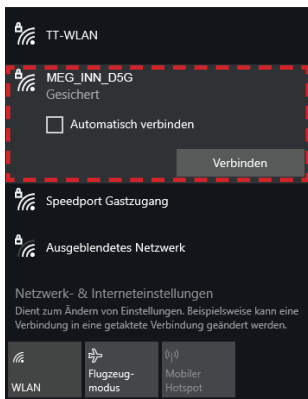 TT-WLAN
MEG_INN_D5G
Gesichert
Automatisch verbinden
Verbinden
Speedport Gastzugang
Ausgeblendetes Netzwerk
Netzwerk- & Interneteinstellungen
Dient zum Ändern von Einstellungen. Beispielsweise kann eine
Verbindung in eine getaktete Verbindung geändert werden.
WLAN
Flugzeug-
modus
Mobiler
Hotspot